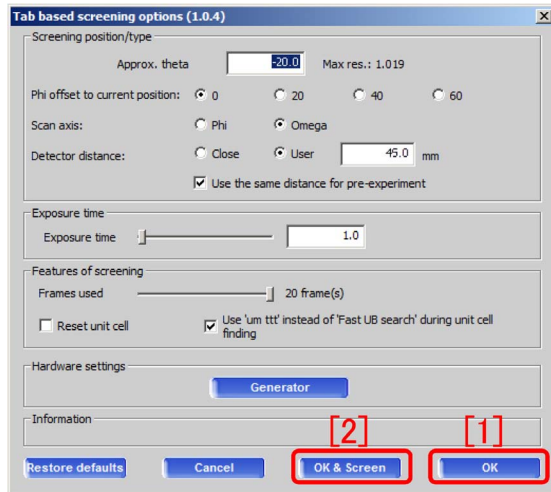 Tab based screening options (1.0.4)
Screening position/type
Approx. theta -20.0 Max res.: 1.019
Phi offset to current position: 0 20 40 60
Scan axis: Phi Omega
Detector distance: Close User 45.0 mm
Use the same distance for pre-experiment
Exposure time
Exposure time 1.0
Features of screening
Frames used 20 frame(s)
Reset unit cell
Use 'um ttt' instead of 'Fast UB search' during unit cell
finding
Hardware settings
Generator
Information
[2] [1]
Restore defaults Cancel OK & Screen OK